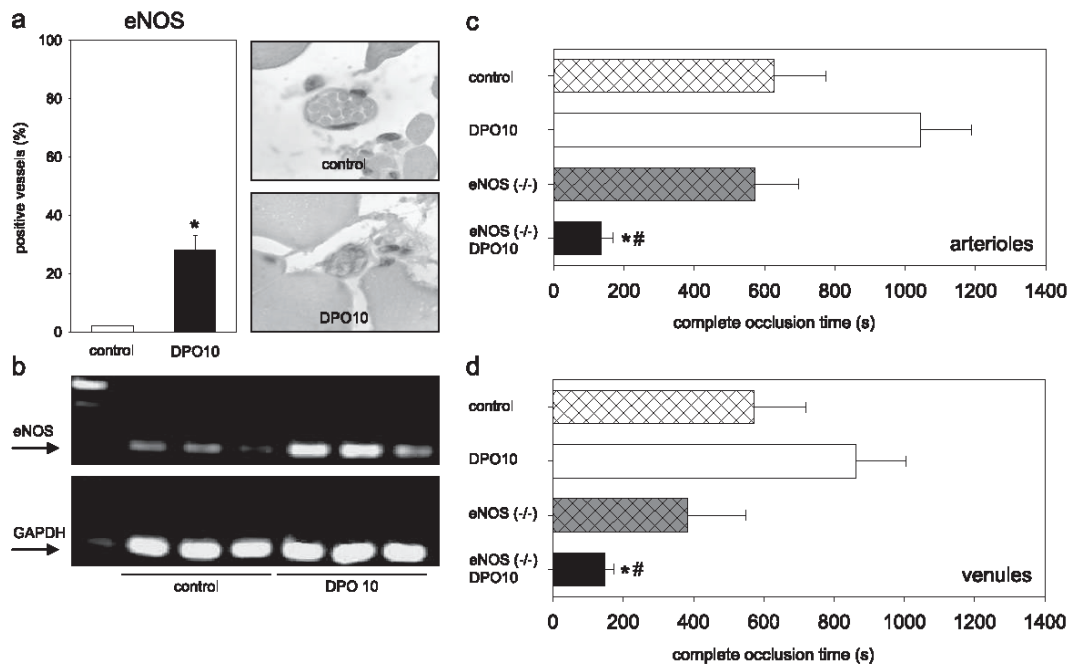 a
eNOS
100
80
60
40
20
0
positive vessels (%)
*
control
DPO10
control
DPO10
b
eNOS
GAPDH
control
DPO 10
c
control
DPO10
eNOS (-/-)
eNOS (-/-)
DPO10
*#
arterioles
0 200 400 600 800 1000 1200 1400
complete occlusion time (s)
d
control
DPO10
eNOS (-/-)
eNOS (-/-)
DPO10
*#
venules
0 200 400 600 800 1000 1200 1400
complete occlusion time (s)